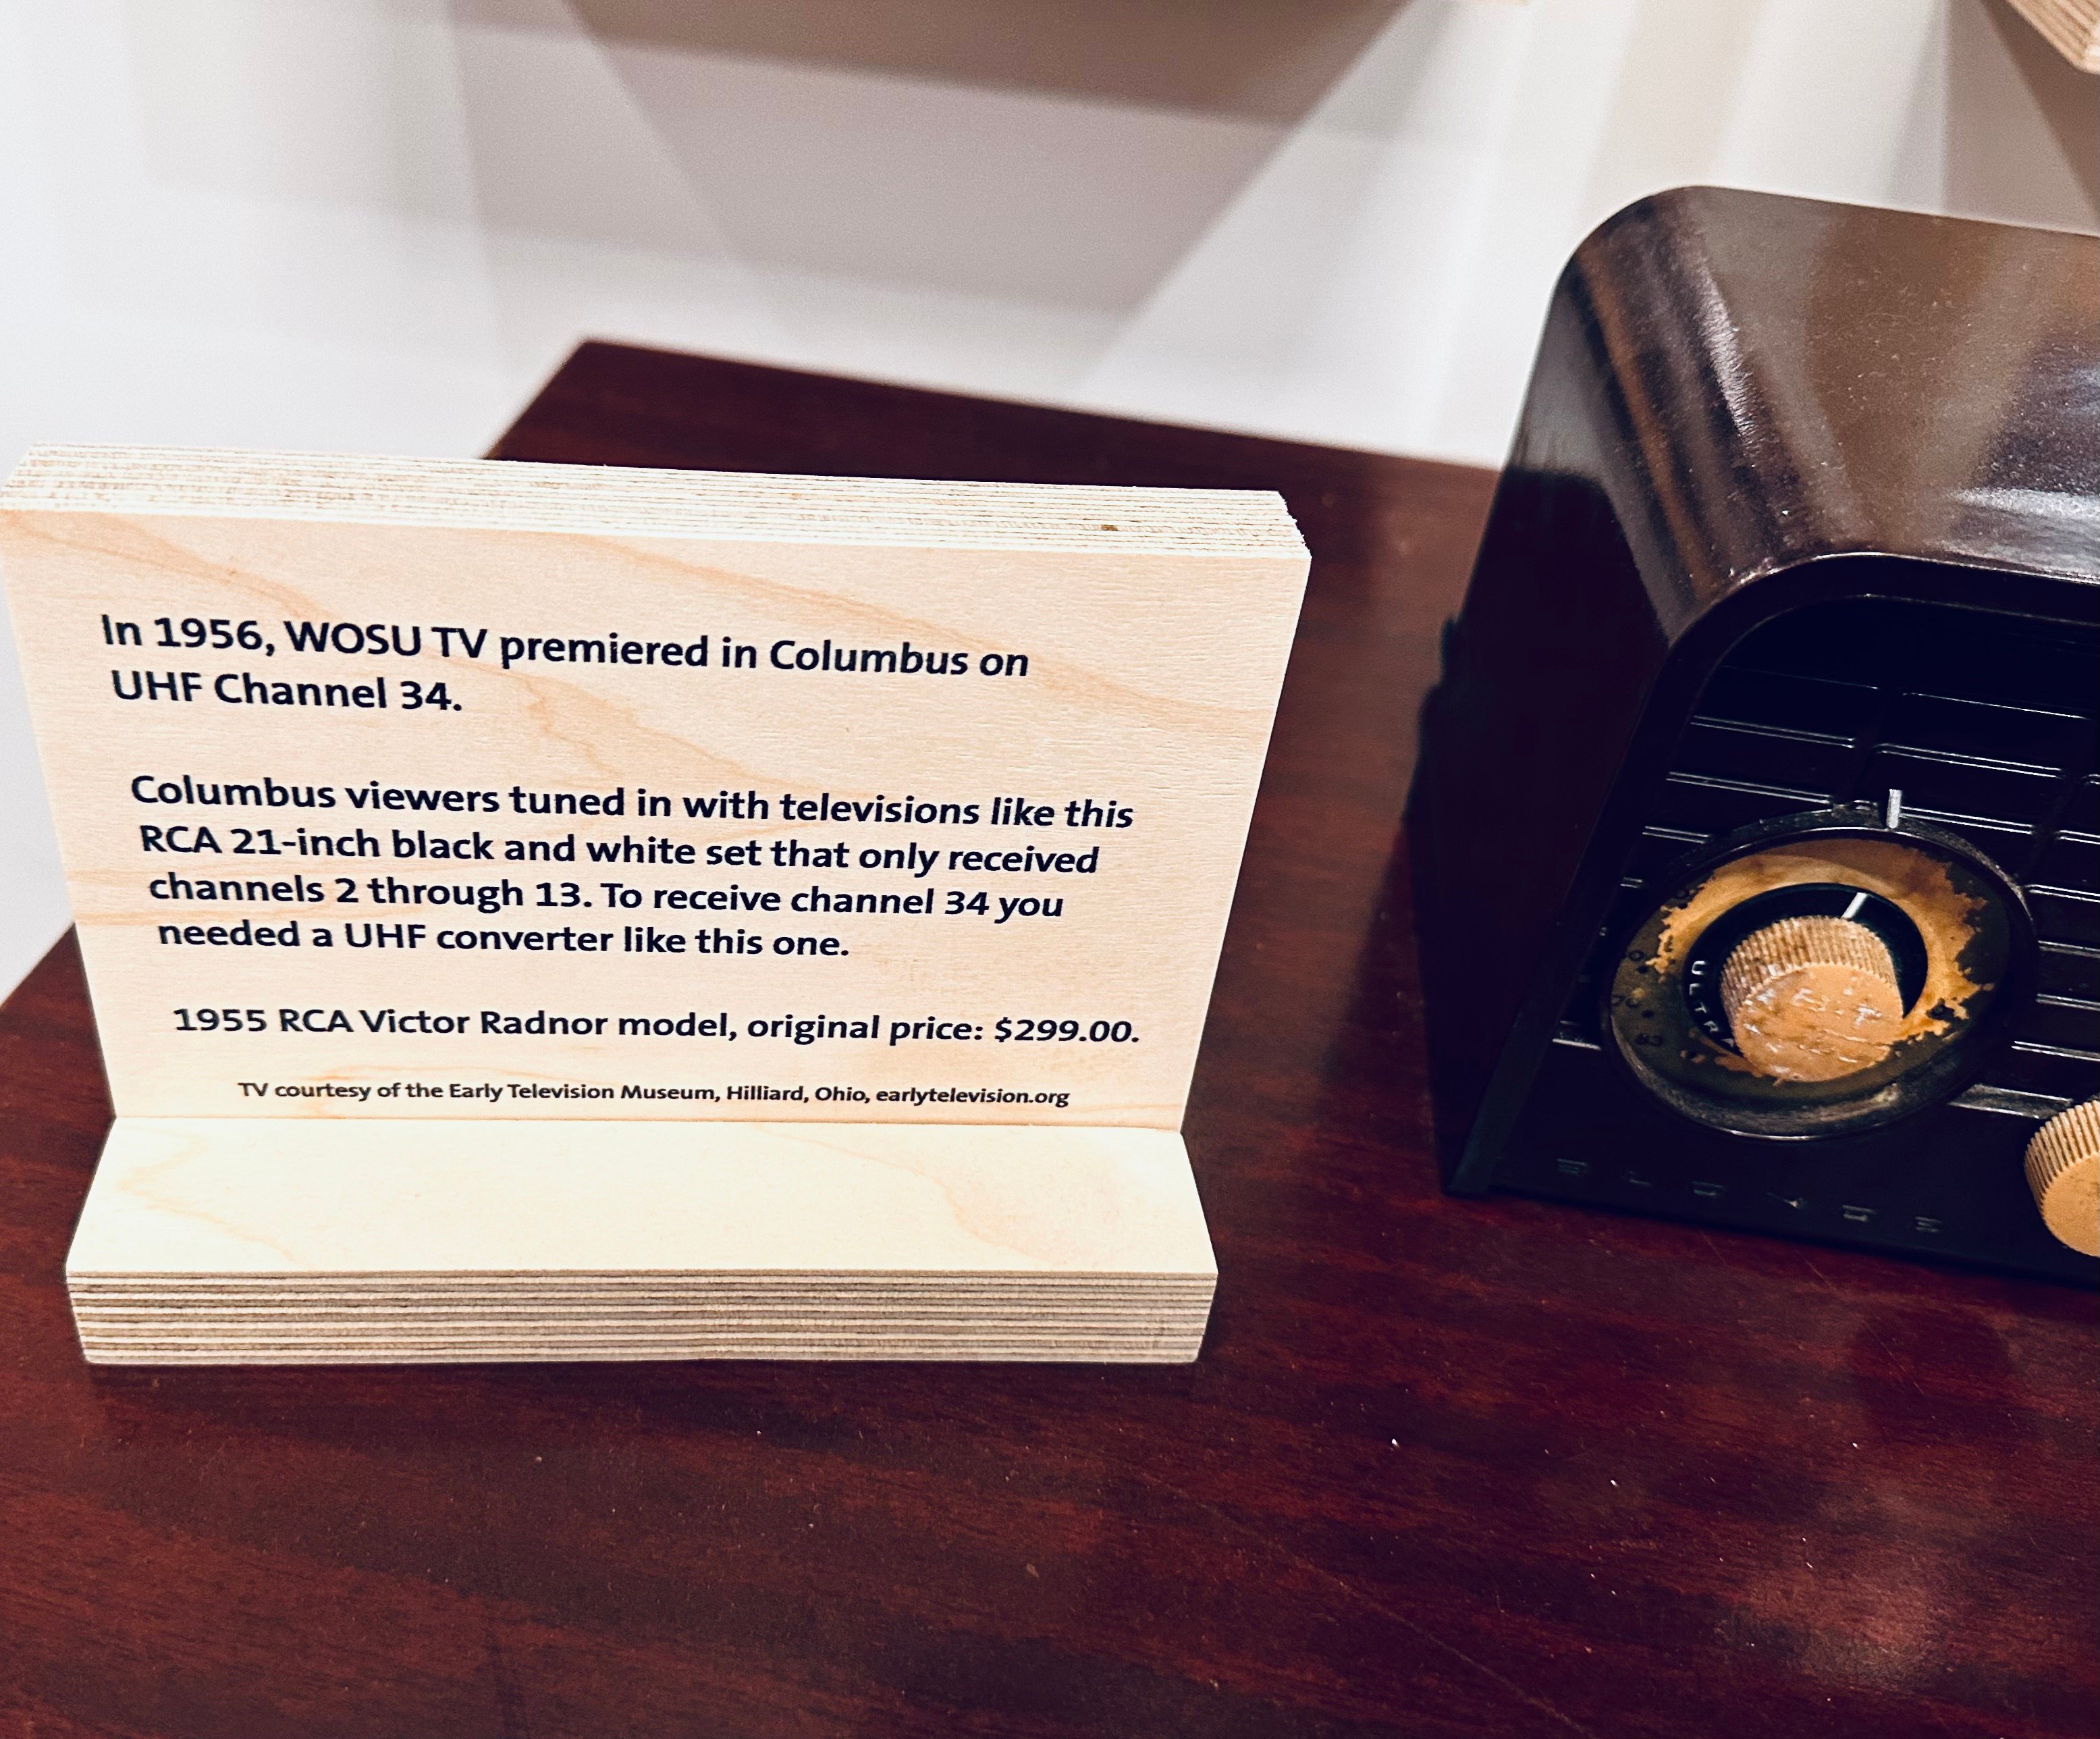 In 1956, WOSU TV premiered in Columbus on
UHF Channel 34.
Columbus viewers tuned in with televisions like this
RCA 21-inch black and white set that only received
channels 2 through 13. To receive channel 34 you
needed a UHF converter like this one.
1955 RCA Victor Radnor model, original price: $299.00.
TV courtesy of the Early Television Museum, Hilliard, Ohio, earlytelevision.org
70
83
ULTRA